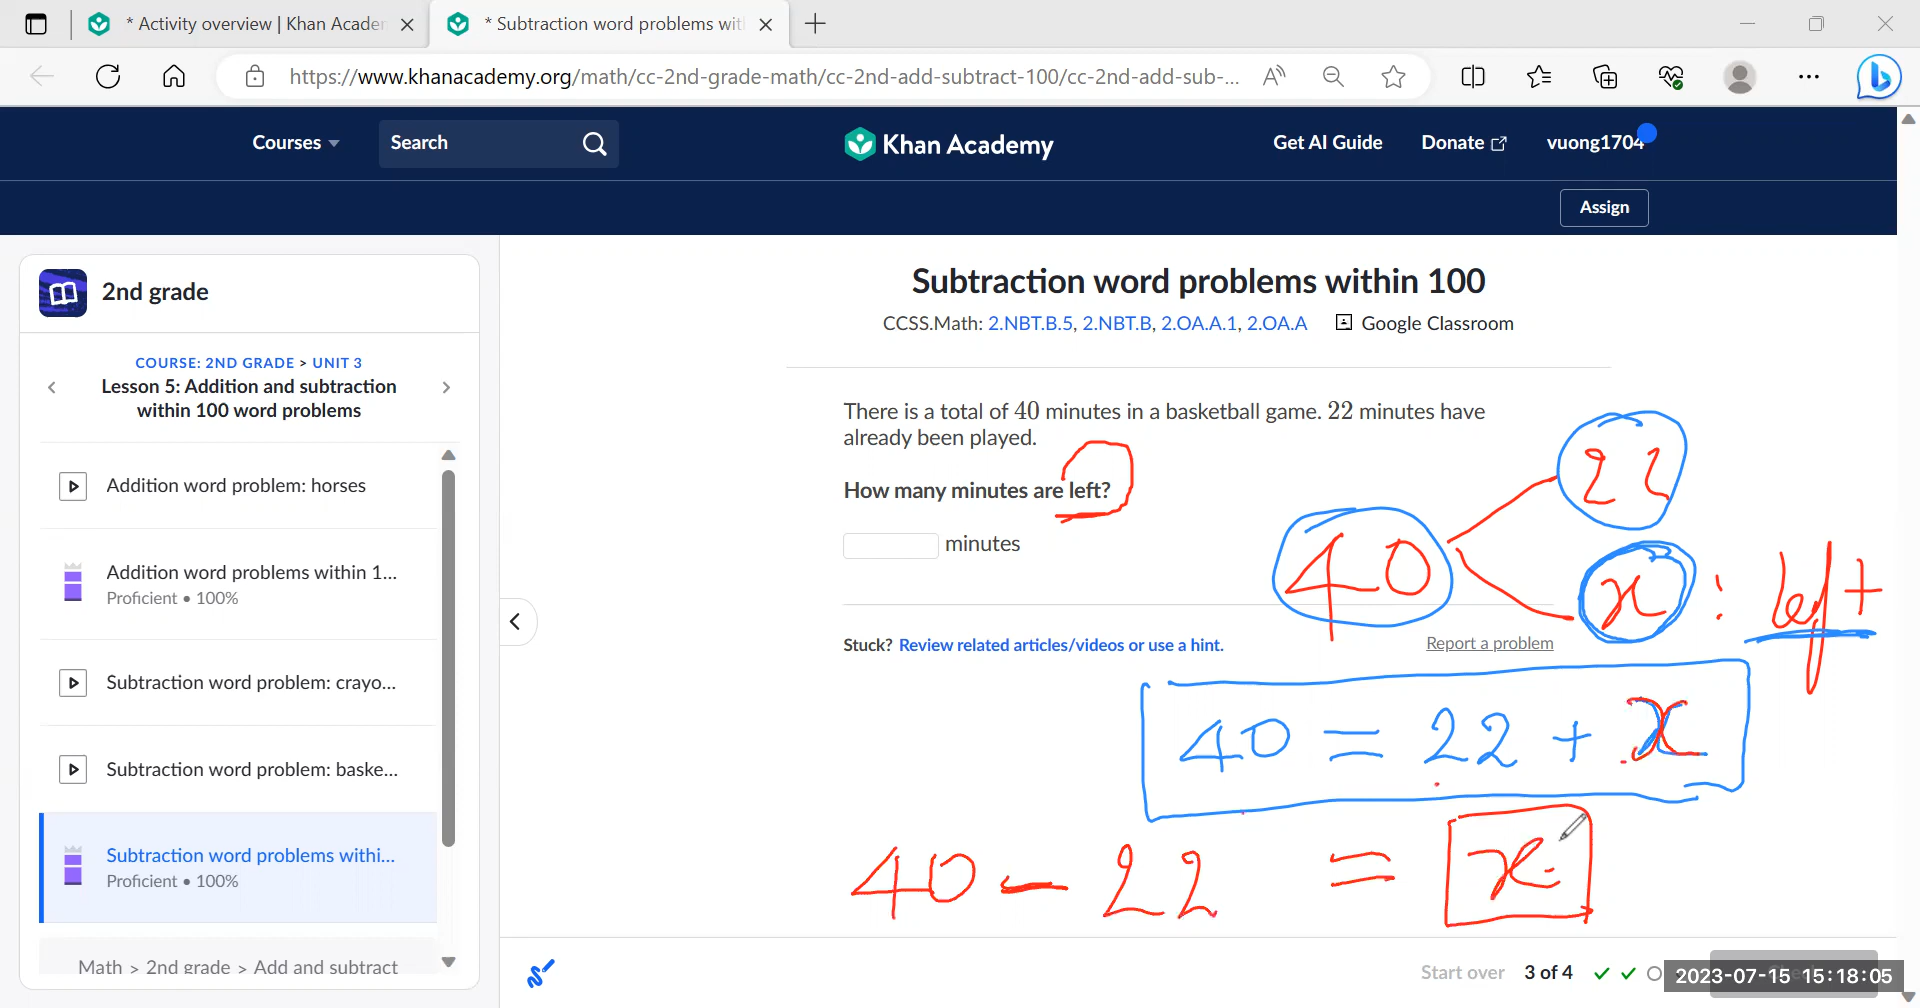 * Activity overview | Khan Acade
* Subtraction word problems wit
https://www.khanacademy.org/math/cc-2nd-grade-math/cc-2nd-add-subtract-100/cc-2nd-add-sub-...
Courses
Search
Khan Academy
Get AI Guide
Donate
vuong1704
Assign
2nd grade
COURSE: 2ND GRADE > UNIT 3
Lesson 5: Addition and subtraction
within 100 word problems
Addition word problem: horses
Addition word problems within 1...
Proficient • 100%
Subtraction word problem: crayo...
Subtraction word problem: baske...
Subtraction word problems withi...
Proficient • 100%
Math > 2nd grade > Add and subtract
Subtraction word problems within 100
CCSS.Math: 2.NBT.B.5, 2.NBT.B, 2.OA.A.1, 2.OA.A
Google Classroom
There is a total of 40 minutes in a basketball game. 22 minutes have
already been played.
How many minutes are left?
minutes
22
40
x : left
Stuck? Review related articles/videos or use a hint.
Report a problem
40 = 22 + x
40 - 22 = x
Start over
3 of 4
2023-07-15 15:18:05